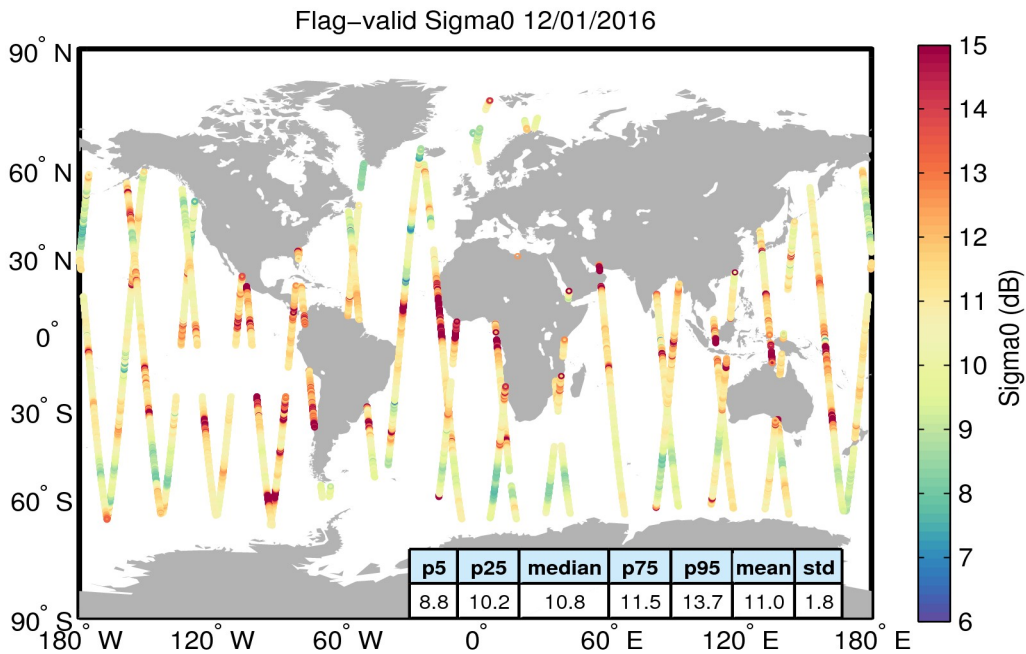 Flag−valid Sigma0 12/01/2016
90° N
60° N
30° N
0°
30° S
60° S
90° S
180° W
120° W
60° W
0°
60° E
120° E
180° E
15
14
13
12
11
10
9
8
7
6
Sigma0 (dB)
p5 p25 median p75 p95 mean std
8.8 10.2 10.8 11.5 13.7 11.0 1.8